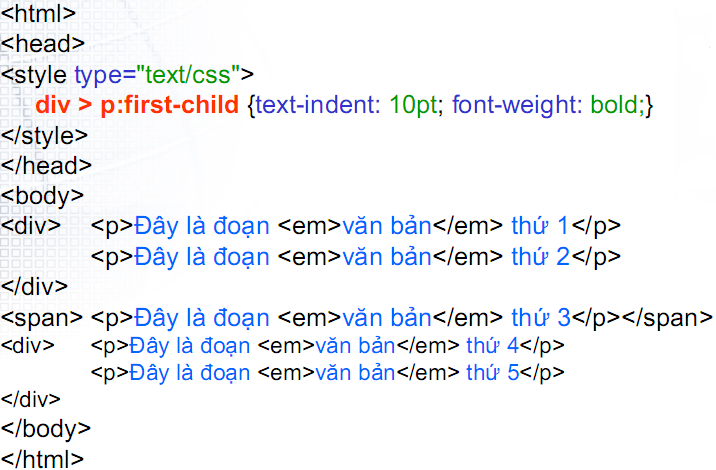 <html>
<head>
<style type="text/css">
div > p:first-child {text-indent: 10pt; font-weight: bold;}
</style>
</head>
<body>
<div> <p>Đây là đoạn <em>văn bản</em> thứ 1</p>
<p>Đây là đoạn <em>văn bản</em> thứ 2</p>
</div>
<span> <p>Đây là đoạn <em>văn bản</em> thứ 3</p></span>
<div> <p>Đây là đoạn <em>văn bản</em> thứ 4</p>
<p>Đây là đoạn <em>văn bản</em> thứ 5</p>
</div>
</body>
</html>